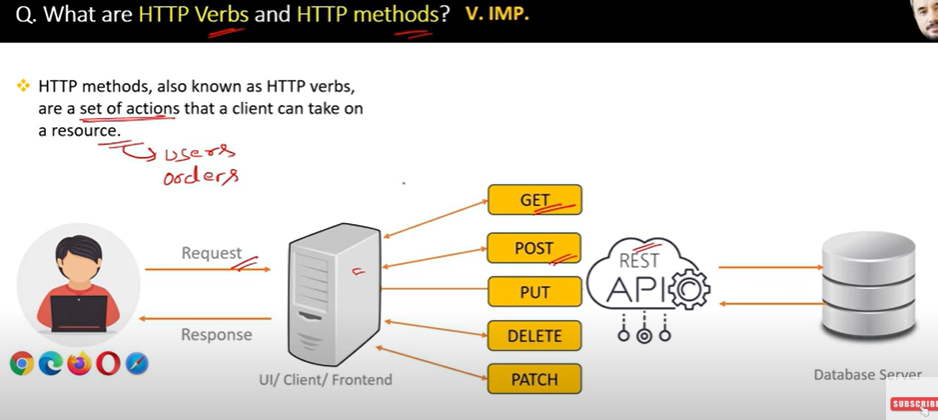 Q. What are HTTP Verbs and HTTP methods? V. IMP.
HTTP methods, also known as HTTP verbs,
are a set of actions that a client can take on
a resource.
users
orders
GET
Request
POST
REST
API
PUT
Response
DELETE
UI/ Client/ Frontend
PATCH
Database Server
SUBSCRIBE